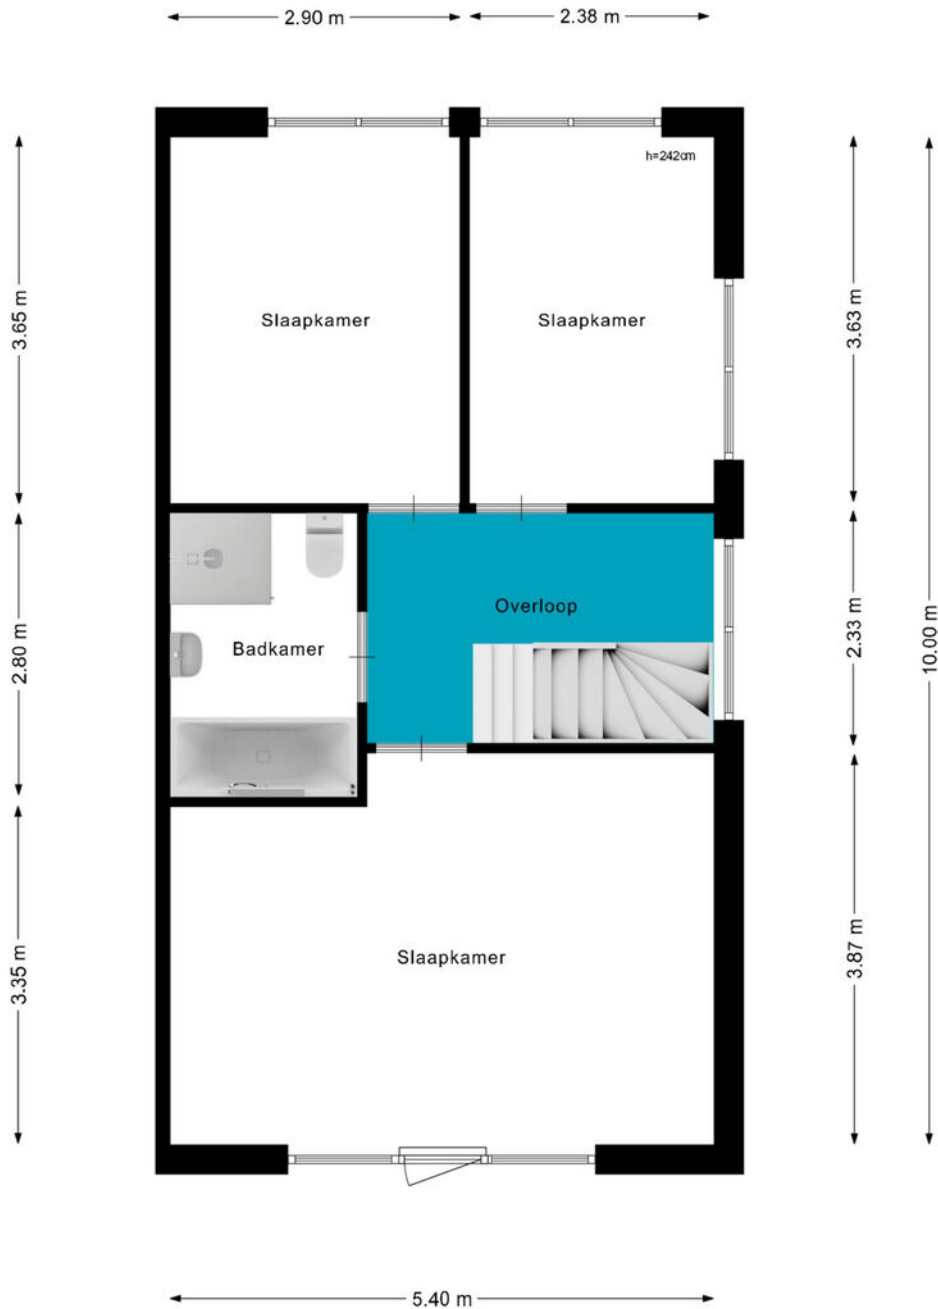 2.90 m
2.38 m
h=242cm
3.65 m
3.63 m
Slaapkamer
Slaapkamer
Overloop
Badkamer
2.80 m
2.33 m
10.00 m
Slaapkamer
3.35 m
3.87 m
5.40 m